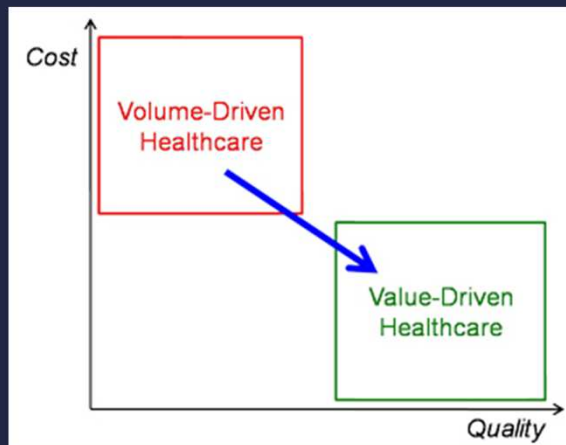 Cost
Volume-Driven
Healthcare
Value-Driven
Healthcare
Quality